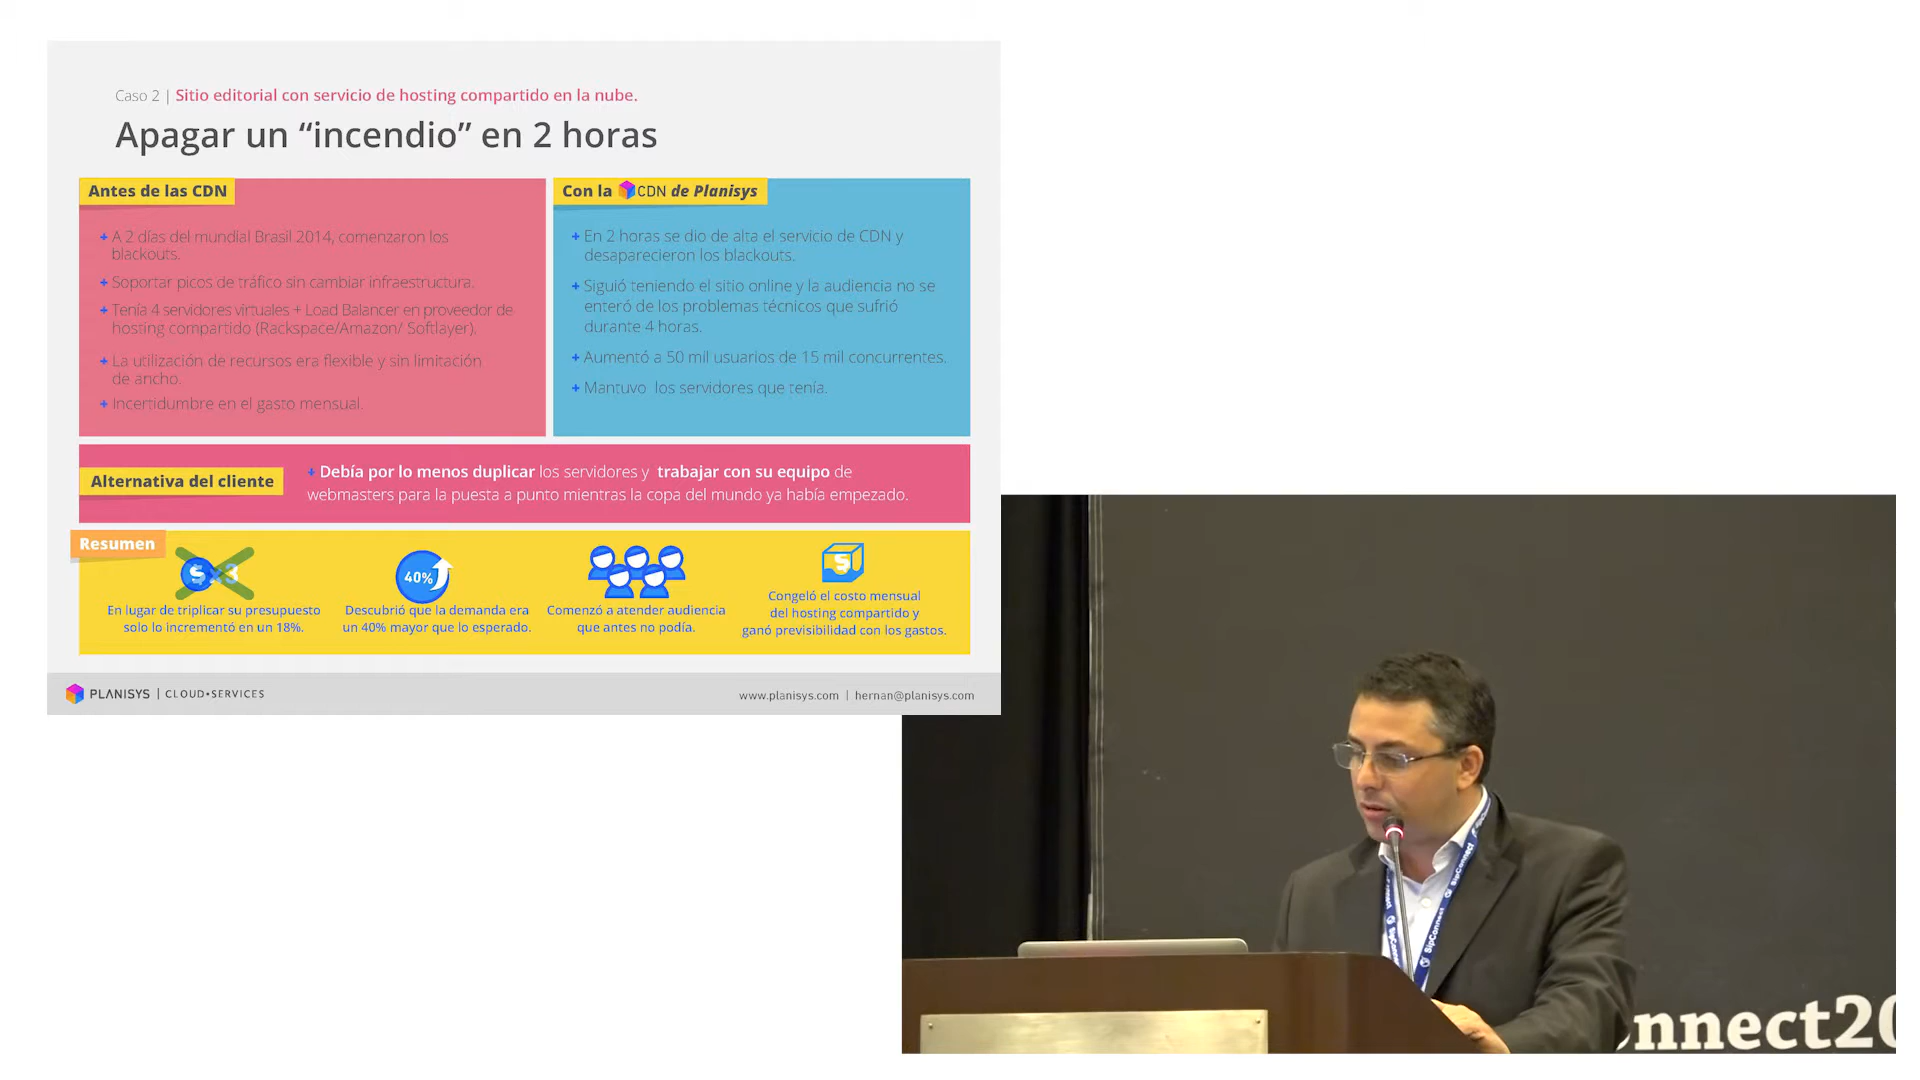 Caso 2 | Sitio editorial con servicio de hosting compartido en la nube.
Apagar un “incendio” en 2 horas
Antes de las CDN
+ A 2 días del mundial Brasil 2014, comenzaron los
blackouts.
+ Soportar picos de tráfico sin cambiar infraestructura.
+ Tenía 4 servidores virtuales + Load Balancer en proveedor de
hosting compartido (Rackspace/Amazon/ Softlayer).
+ La utilización de recursos era flexible y sin limitación
de ancho.
+ Incertidumbre en el gasto mensual.
Con la CDN de Planisys
+ En 2 horas se dio de alta el servicio de CDN y
desaparecieron los blackouts.
+ Siguió teniendo el sitio online y la audiencia no se
enteró de los problemas técnicos que sufrió
durante 4 horas.
+ Aumentó a 50 mil usuarios de 15 mil concurrentes.
+ Mantuvo los servidores que tenía.
Alternativa del cliente
+ Debía por lo menos duplicar los servidores y trabajar con su equipo de
webmasters para la puesta a punto mientras la copa del mundo ya había empezado.
Resumen
$ x3
En lugar de triplicar su presupuesto
solo lo incrementó en un 18%.
40%
Descubrió que la demanda era
un 40% mayor que lo esperado.
Comenzó a atender audiencia
que antes no podía.
$
Congeló el costo mensual
del hosting compartido y
ganó previsibilidad con los gastos.
PLANISYS | CLOUD•SERVICES
www.planisys.com | hernan@planisys.com
SipConnect
SipConnect
SipConnect
nnect20